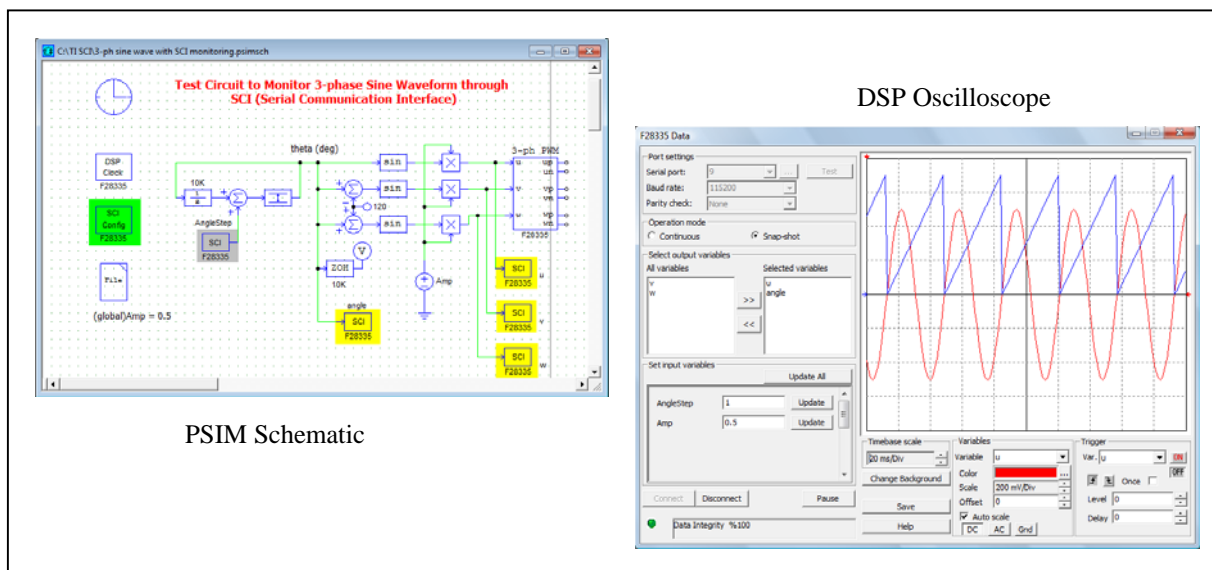 C:\TI SCI\3-ph sine wave with SCI monitoring.psimsch
Test Circuit to Monitor 3-phase Sine Waveform through
SCI (Serial Communication Interface)
DSP
Clock
F28335
SCI
Config
F28335
File
(global)Amp = 0.5
10K
AngleStep
SCI
F28335
theta (deg)
sin
sin
sin
120
V
ZOH
10K
angle
SCI
F28335
Amp
3-ph PWM
u
up
un
v
vp
vn
w
wp
wn
F28335
SCI
u
F28335
SCI
v
F28335
SCI
w
F28335
PSIM Schematic
DSP Oscilloscope
F28335 Data
Port settings
Serial port: 9 ... Test
Baud rate: 115200
Parity check: None
Operation mode
Continuous Snap-shot
Select output variables
All variables Selected variables
v u
w angle
>>
<<
Set input variables
Update All
AngleStep 1 Update
Amp 0.5 Update
Connect Disconnect Pause
Data Integrity %100
Timebase scale
20 ms/Div
Change Background
Save
Help
Variables
Variable u
Color ...
Scale 200 mV/Div
Offset 0
Auto scale
DC AC Gnd
Trigger
Var. u ON
OFF
Once
Level 0
Delay 0